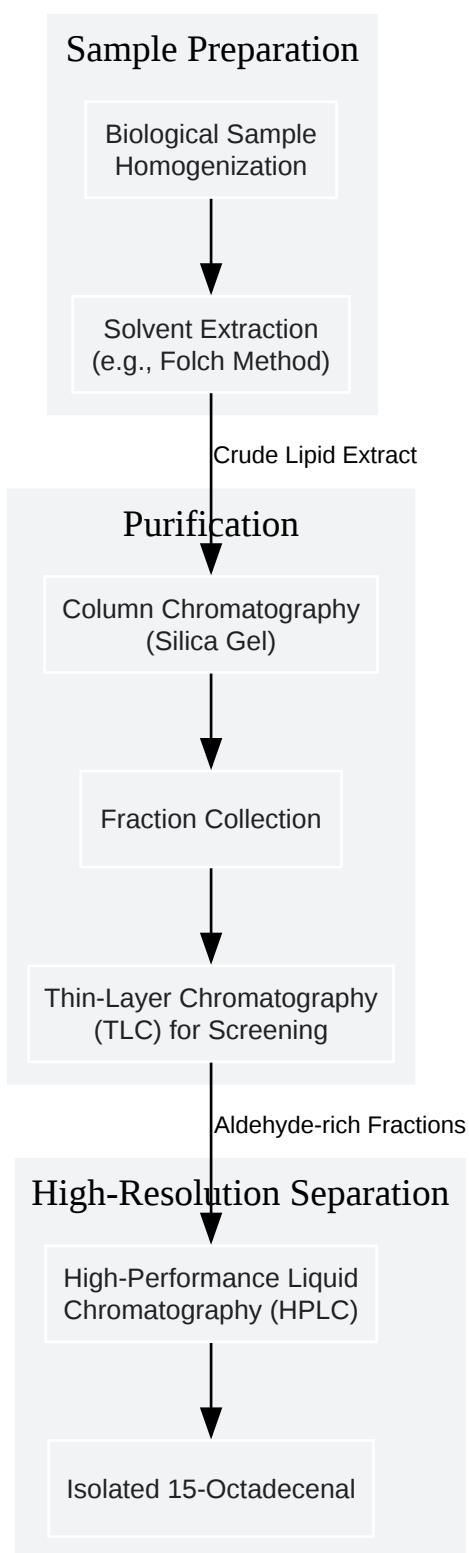 Sample Preparation
Biological Sample
Homogenization
Solvent Extraction
(e.g., Folch Method)
Crude Lipid Extract
Purification
Column Chromatography
(Silica Gel)
Fraction Collection
Thin-Layer Chromatography
(TLC) for Screening
Aldehyde-rich Fractions
High-Resolution Separation
High-Performance Liquid
Chromatography (HPLC)
Isolated 15-Octadecenal